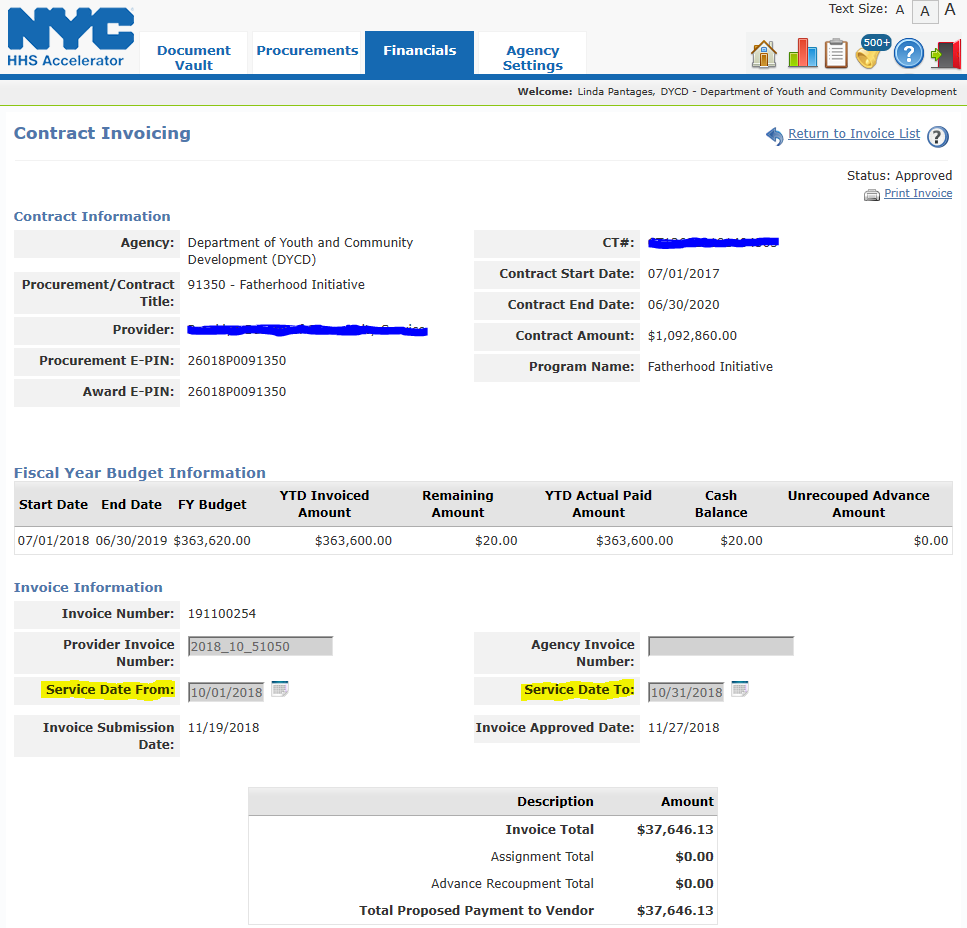 Text Size: A A A
NYC
HHS Accelerator
Document Vault
Procurements
Financials
Agency Settings
500+
?
Welcome: Linda Pantages, DYCD - Department of Youth and Community Development
Contract Invoicing
Return to Invoice List ?
Status: Approved
Print Invoice
Contract Information
Agency: Department of Youth and Community
Development (DYCD)
Procurement/Contract Title: 91350 - Fatherhood Initiative
Provider:
Procurement E-PIN: 26018P0091350
Award E-PIN: 26018P0091350
CT#:
Contract Start Date: 07/01/2017
Contract End Date: 06/30/2020
Contract Amount: $1,092,860.00
Program Name: Fatherhood Initiative
Fiscal Year Budget Information
Start Date End Date FY Budget YTD Invoiced Amount Remaining Amount YTD Actual Paid Amount Cash Balance Unrecouped Advance Amount
07/01/2018 06/30/2019 $363,620.00 $363,600.00 $20.00 $363,600.00 $20.00 $0.00
Invoice Information
Invoice Number: 191100254
Provider Invoice Number: 2018_10_51050
Agency Invoice Number:
Service Date From: 10/01/2018
Service Date To: 10/31/2018
Invoice Submission Date: 11/19/2018
Invoice Approved Date: 11/27/2018
Description Amount
Invoice Total $37,646.13
Assignment Total $0.00
Advance Recoupment Total $0.00
Total Proposed Payment to Vendor $37,646.13